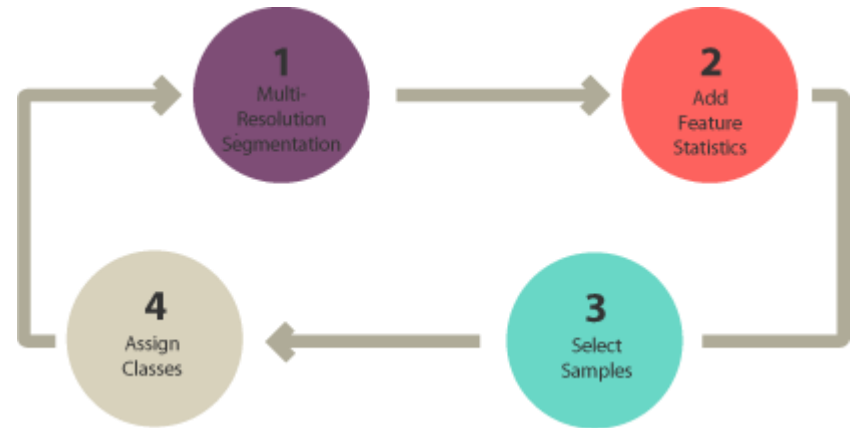 1
Multi-
Resolution
Segmentation
2
Add
Feature
Statistics
3
Select
Samples
4
Assign
Classes